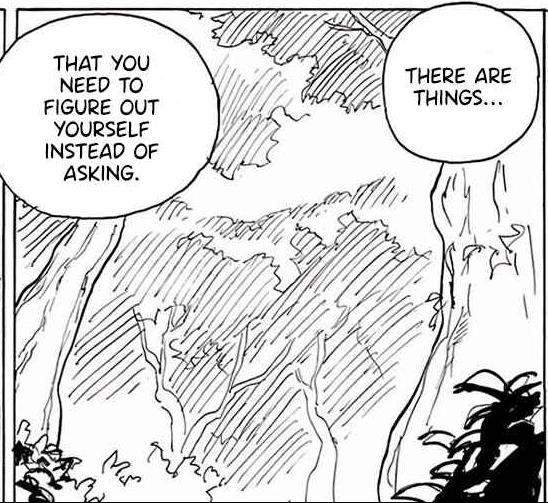 THERE ARE
THINGS...
THAT YOU
NEED TO
FIGURE OUT
YOURSELF
INSTEAD OF
ASKING.